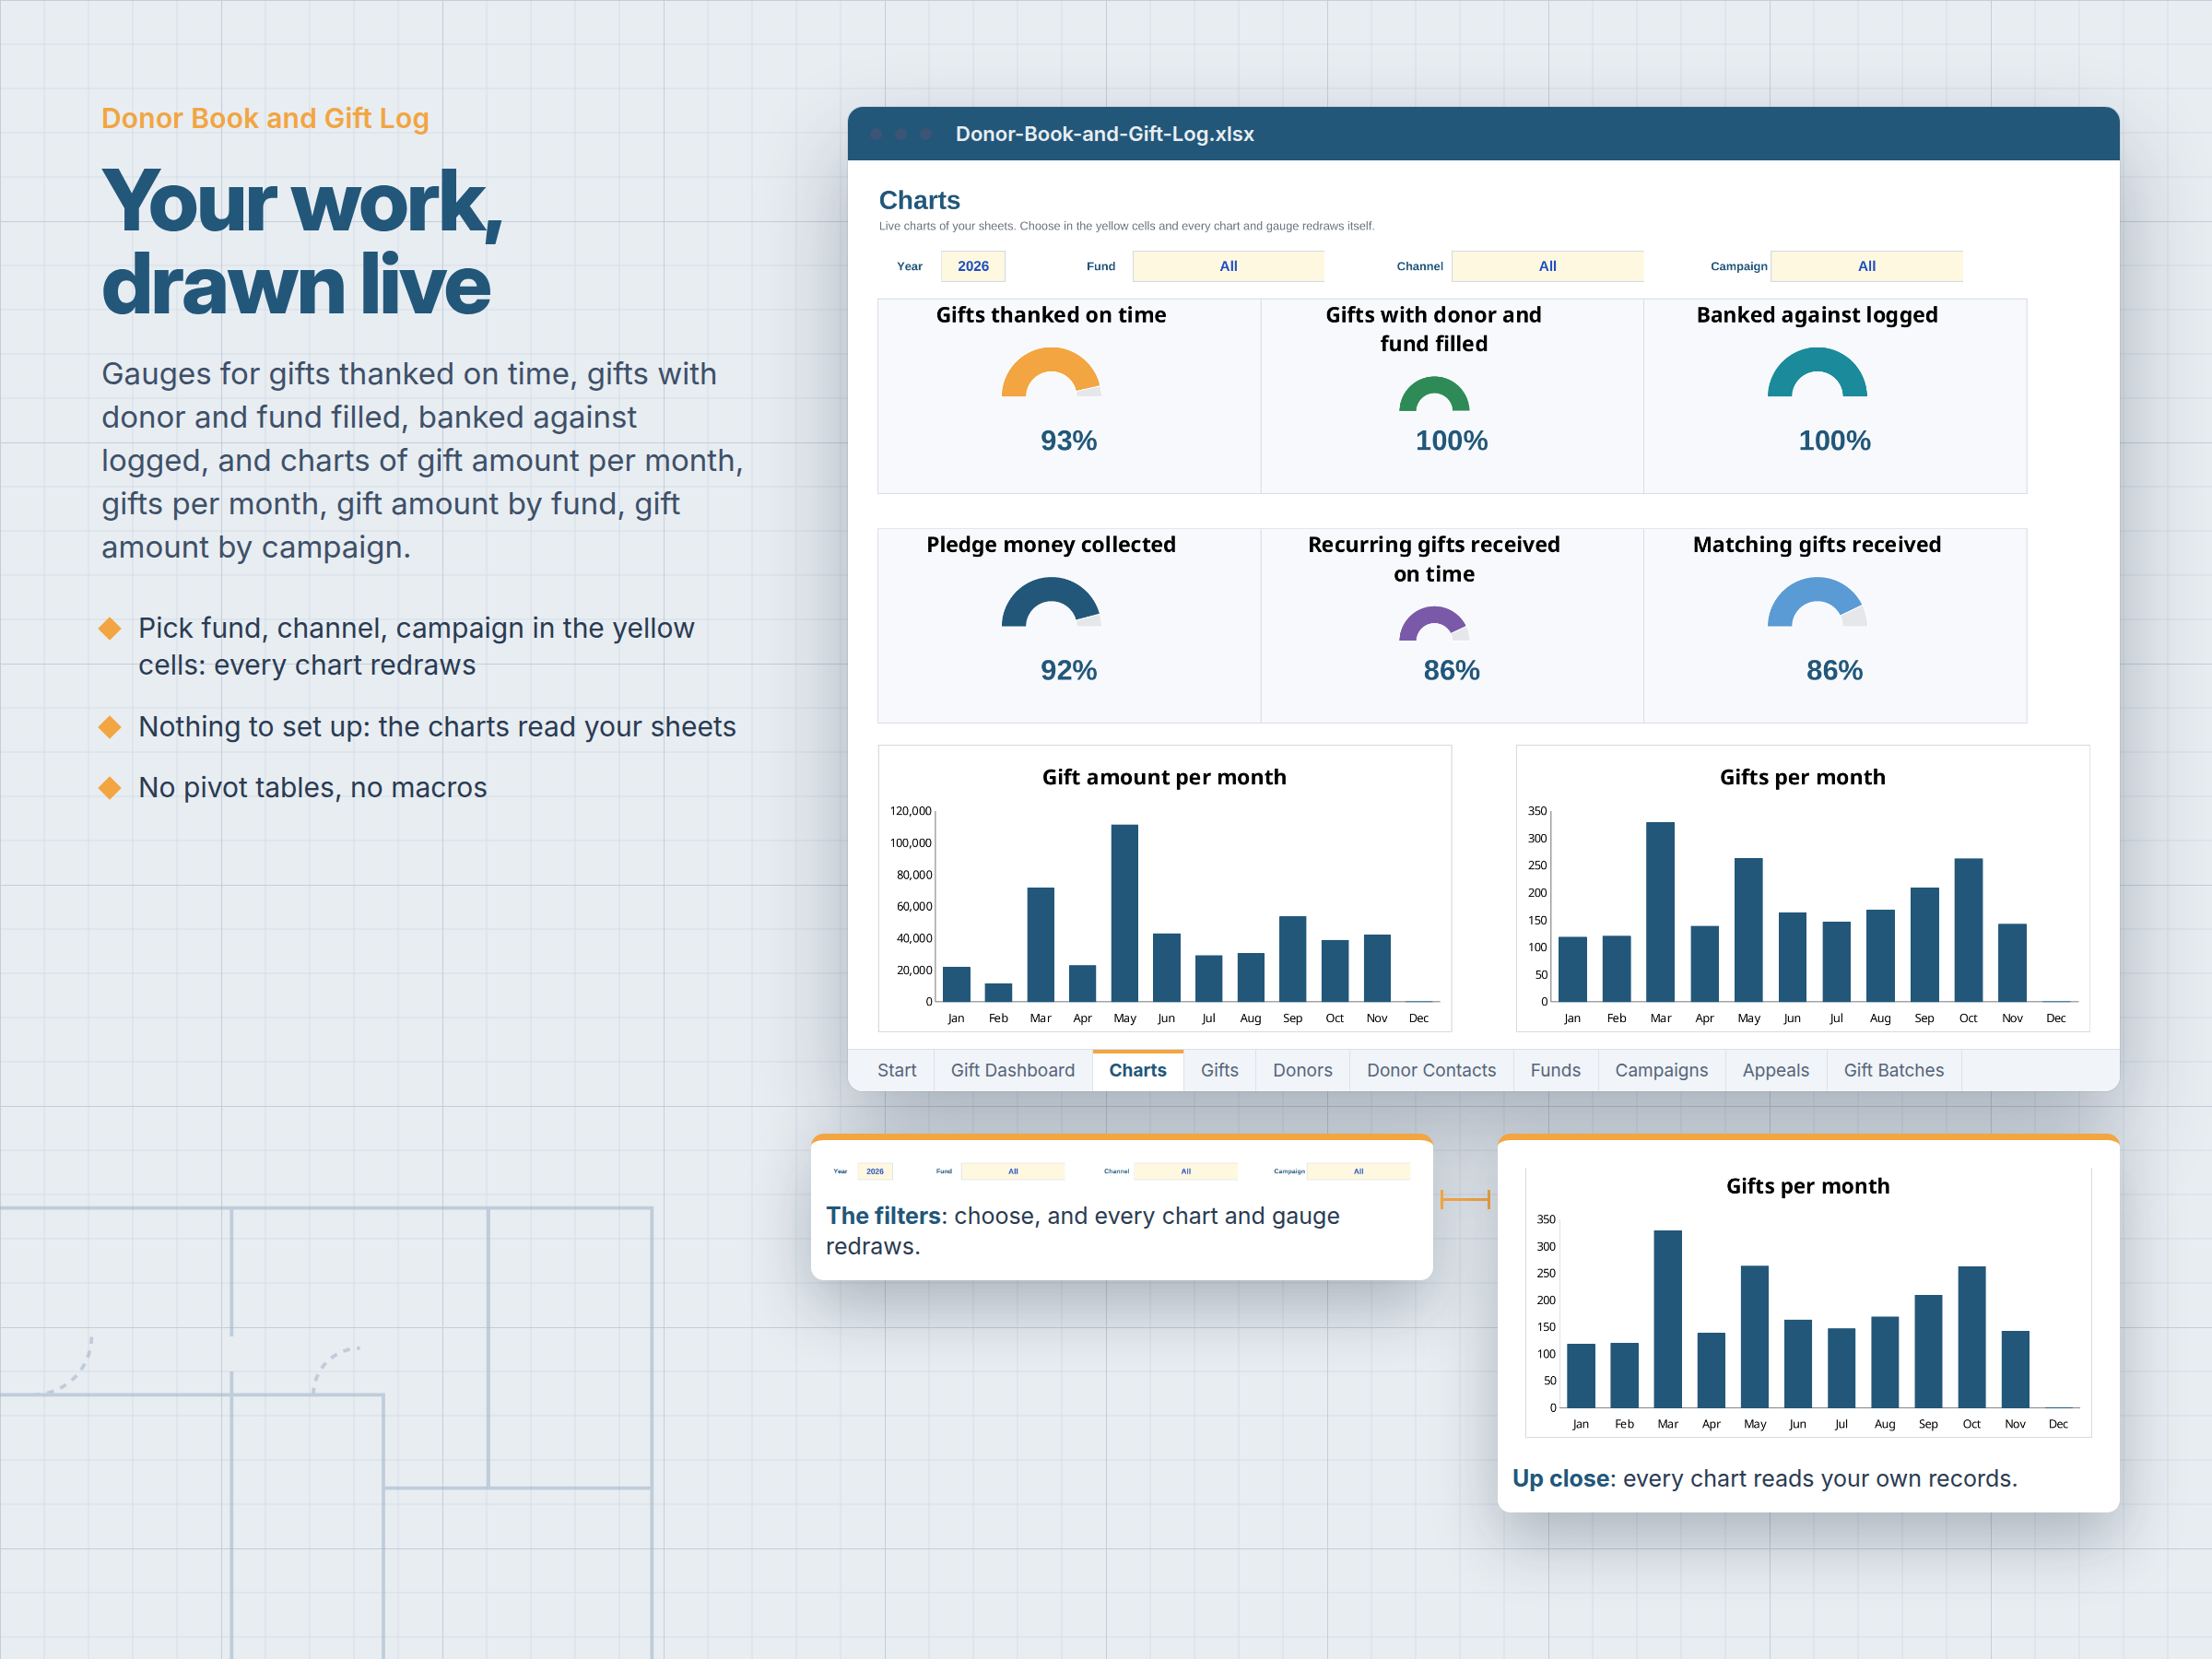 Donor Book and Gift Log
Your work,
drawn live
Gauges for gifts thanked on time, gifts with
donor and fund filled, banked against
logged, and charts of gift amount per month,
gifts per month, gift amount by fund, gift
amount by campaign.
Pick fund, channel, campaign in the yellow
cells: every chart redraws
Nothing to set up: the charts read your sheets
No pivot tables, no macros
Donor-Book-and-Gift-Log.xlsx
Charts
Live charts of your sheets. Choose in the yellow cells and every chart and gauge redraws itself.
Year 2026 Fund All Channel All Campaign All
Gifts thanked on time
93%
Gifts with donor and
fund filled
100%
Banked against logged
100%
Pledge money collected
92%
Recurring gifts received
on time
86%
Matching gifts received
86%
Gift amount per month
120,000
100,000
80,000
60,000
40,000
20,000
0
Jan Feb Mar Apr May Jun Jul Aug Sep Oct Nov Dec
Gifts per month
350
300
250
200
150
100
50
0
Jan Feb Mar Apr May Jun Jul Aug Sep Oct Nov Dec
Start Gift Dashboard Charts Gifts Donors Donor Contacts Funds Campaigns Appeals Gift Batches
Year 2026 Fund All Channel All Campaign All
The filters: choose, and every chart and gauge
redraws.
Gifts per month
350
300
250
200
150
100
50
0
Jan Feb Mar Apr May Jun Jul Aug Sep Oct Nov Dec
Up close: every chart reads your own records.